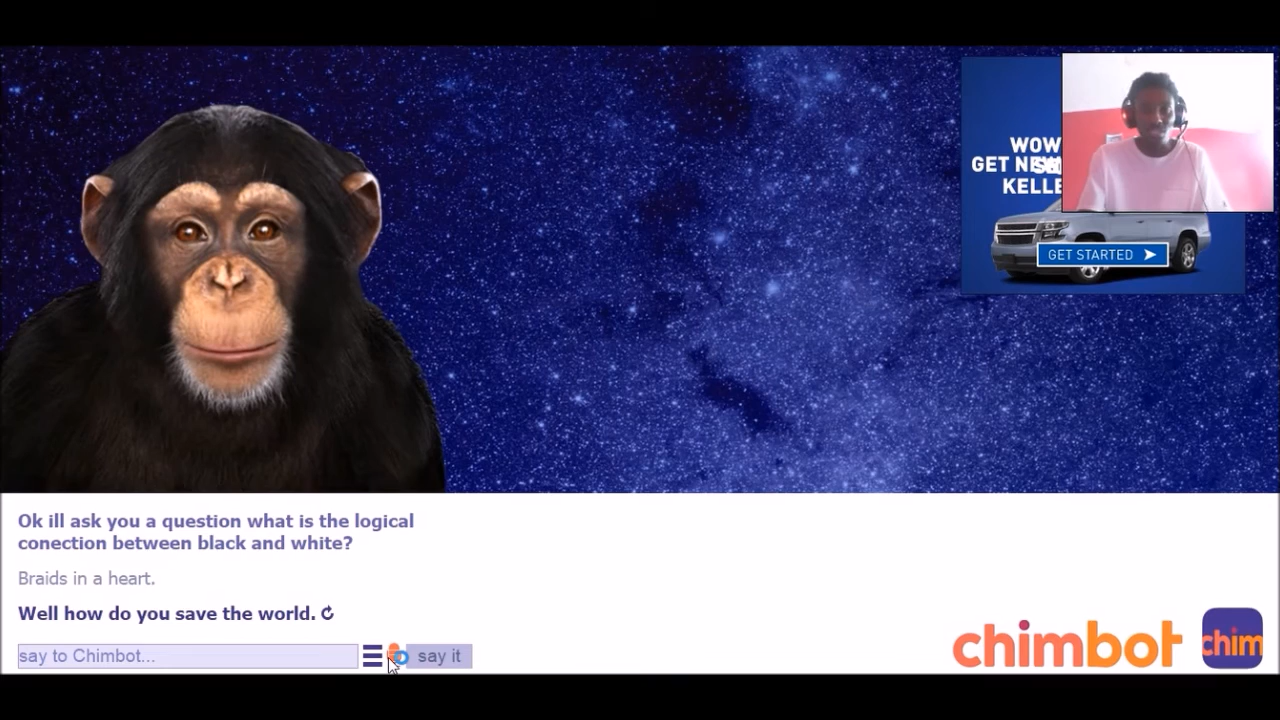 WOW
GET NEW
KELLE
GET STARTED
Ok ill ask you a question what is the logical
conection between black and white?
Braids in a heart.
Well how do you save the world.
say to Chimbot...
say it
chimbot
chim